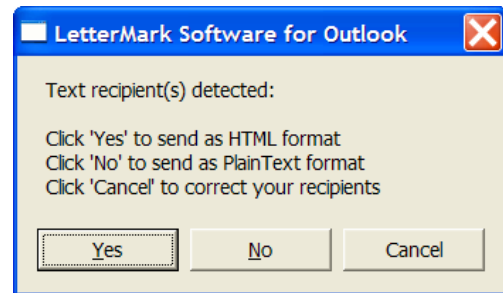 LetterMark Software for Outlook
Text recipient(s) detected:
Click 'Yes' to send as HTML format
Click 'No' to send as PlainText format
Click 'Cancel' to correct your recipients
Yes No Cancel